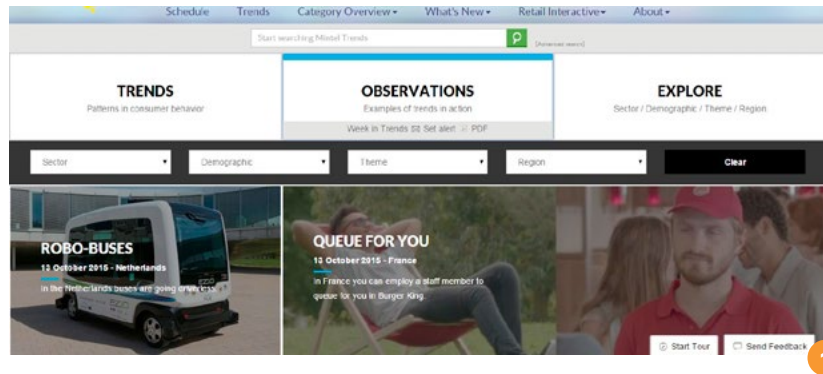 Schedule Trends Category Overview What's New Retail Interactive About
Start searching Mintel Trends [Advanced search]
TRENDS
Patterns in consumer behavior
OBSERVATIONS
Examples of trends in action
Week in Trends Set alert PDF
EXPLORE
Sector / Demographic / Theme / Region
Sector Demographic Theme Region Clear
ROBO-BUSES
13 October 2015 - Netherlands
In the Netherlands buses are going driverless.
QUEUE FOR YOU
13 October 2015 - France
In France you can employ a staff member to
queue for you in Burger King.
Start Tour Send Feedback